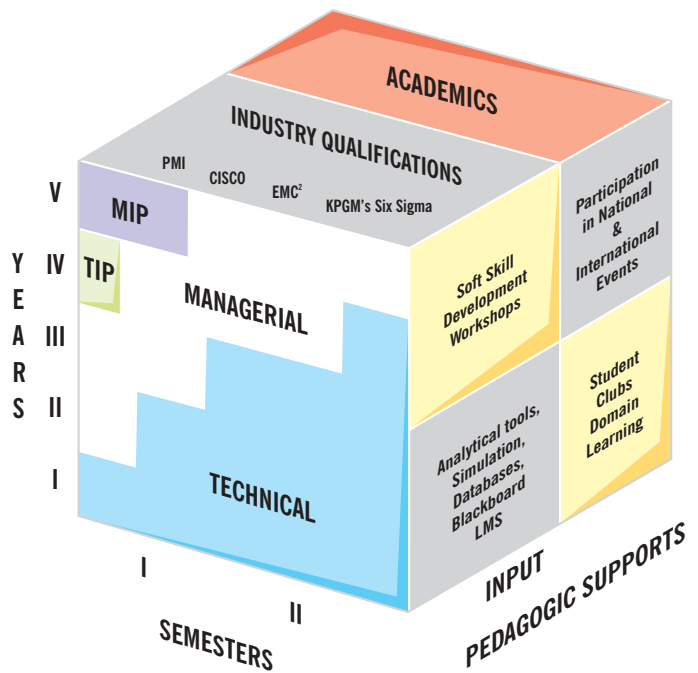 ACADEMICS
INDUSTRY QUALIFICATIONS
PMI
CISCO
EMC²
KPGM's Six Sigma
YEARS
V
IV
III
II
I
MIP
TIP
MANAGERIAL
TECHNICAL
Soft Skill
Development
Workshops
Participation
in National
&
International
Events
Analytical tools,
Simulation,
Databases,
Blackboard
LMS
Student
Clubs
Domain
Learning
I
II
SEMESTERS
INPUT
PEDAGOGIC SUPPORTS